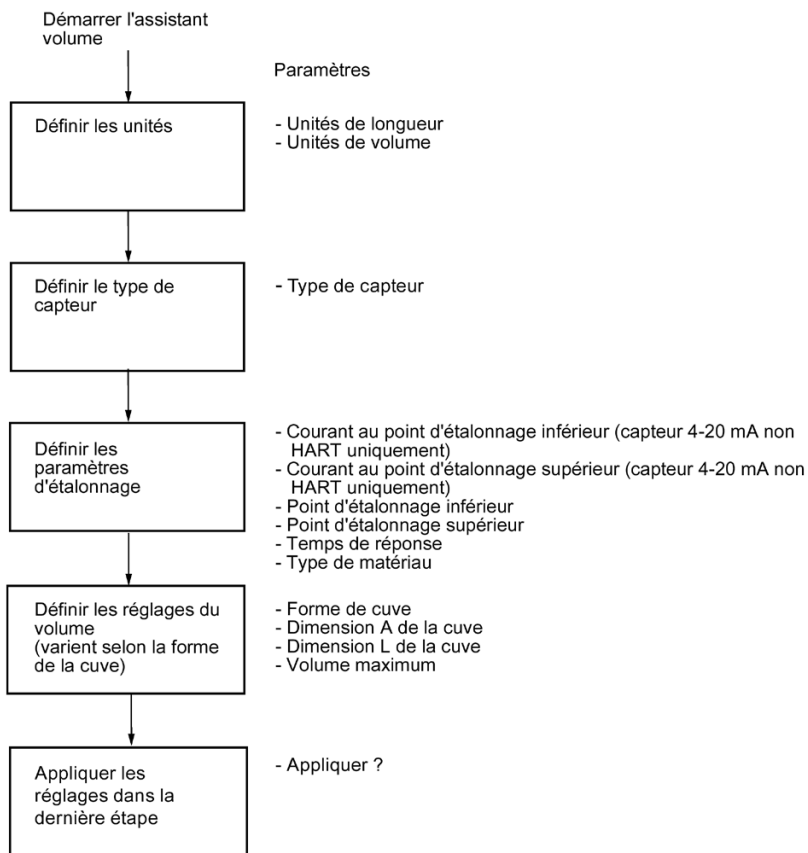 Démarrer l'assistant
volume
Paramètres
Définir les unités
- Unités de longueur
- Unités de volume
Définir le type de
capteur
- Type de capteur
Définir les
paramètres
d'étalonnage
- Courant au point d'étalonnage inférieur (capteur 4-20 mA non
HART uniquement)
- Courant au point d'étalonnage supérieur (capteur 4-20 mA non
HART uniquement)
- Point d'étalonnage inférieur
- Point d'étalonnage supérieur
- Temps de réponse
- Type de matériau
Définir les réglages du
volume
(varient selon la forme
de la cuve)
- Forme de cuve
- Dimension A de la cuve
- Dimension L de la cuve
- Volume maximum
Appliquer les
réglages dans la
dernière étape
- Appliquer ?